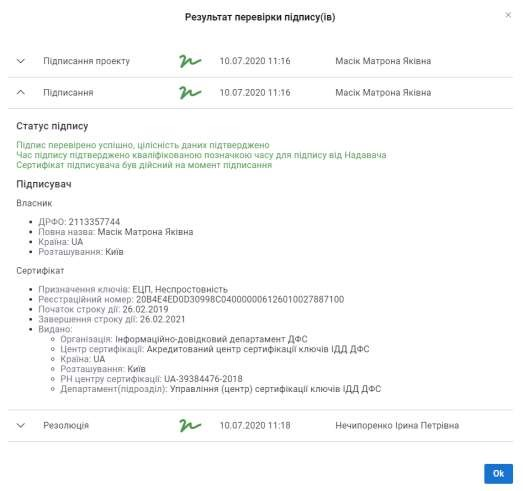 Результат перевірки підпису(ів)
Підписання проекту 10.07.2020 11:16 Масік Матрона Яківна
Підписання 10.07.2020 11:16 Масік Матрона Яківна
Статус підпису
Підпис перевірено успішно, цілісність даних підтверджено
Час підпису підтверджено кваліфікованою позначкою часу для підпису від Надавача
Сертифікат підписувача був дійсний на момент підписання
Підписувач
Власник
ДРФО: 2113357744
Повна назва: Масік Матрона Яківна
Країна: UA
Розташування: Київ
Сертифікат
Призначення ключів: ЕЦП, Неспростовність
Реєстраційний номер: 20B4E4ED0D30998C040000006126010027887100
Початок строку дії: 26.02.2019
Завершення строку дії: 26.02.2021
Видано:
Організація: Інформаційно-довідковий департамент ДФС
Центр сертифікації: Акредитований центр сертифікації ключів ІДД ДФС
Країна: UA
Розташування: Київ
РН центру сертифікації: UA-39384476-2018
Департамент(підрозділ): Управління (центр) сертифікації ключів ІДД ДФС
Резолюція 10.07.2020 11:18 Нечипоренко Ірина Петрівна
Ok